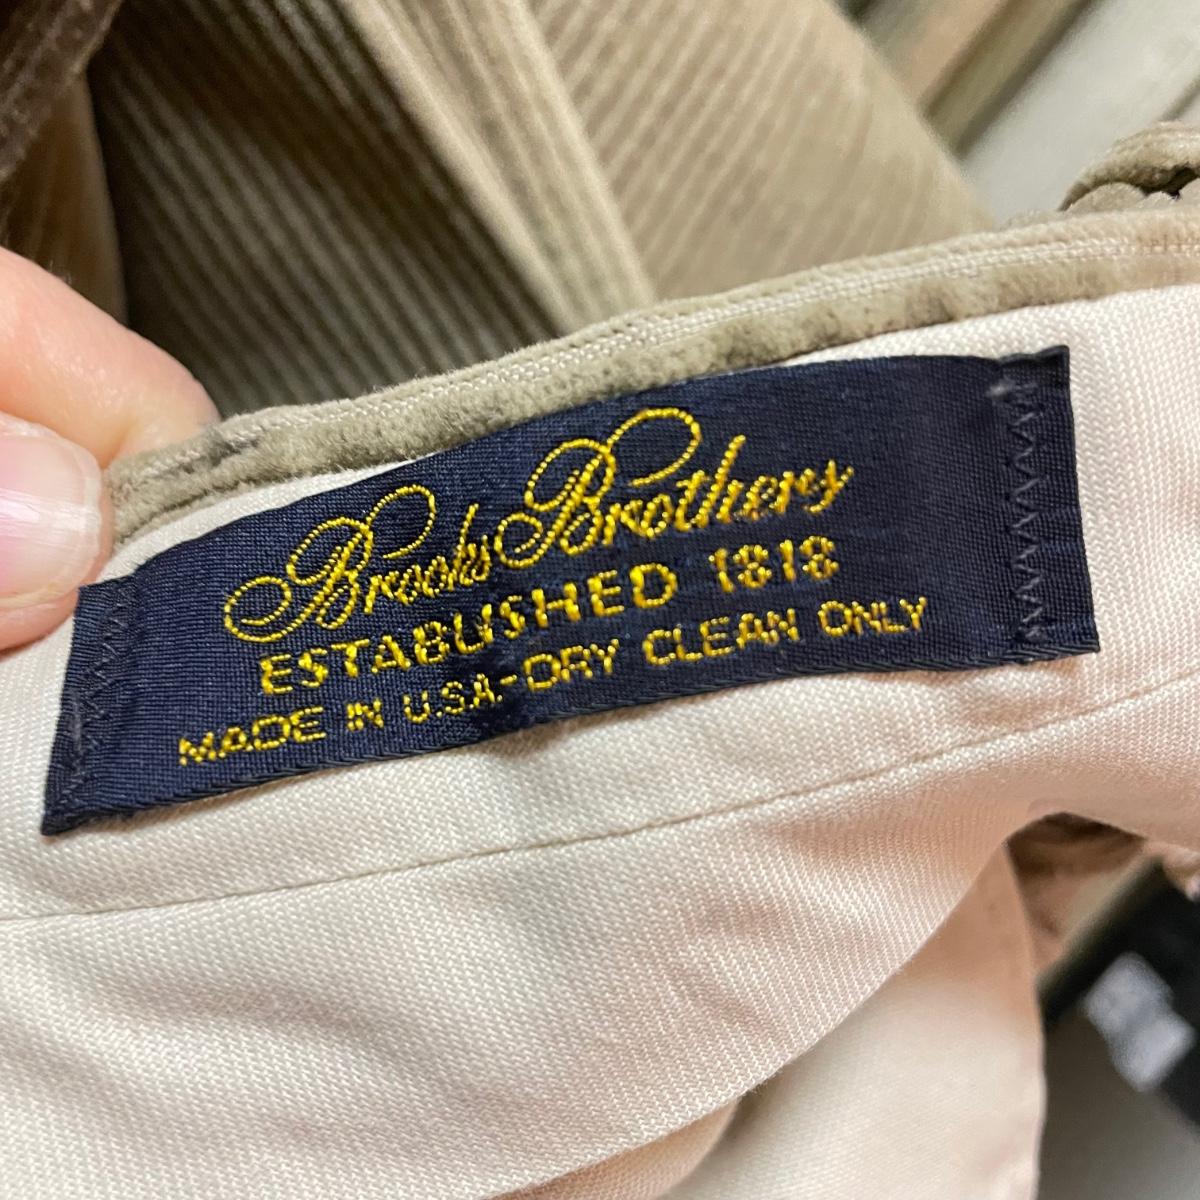 Brooks Brothers
ESTABLISHED 1818
MADE IN U.S.A.-DRY CLEAN ONLY